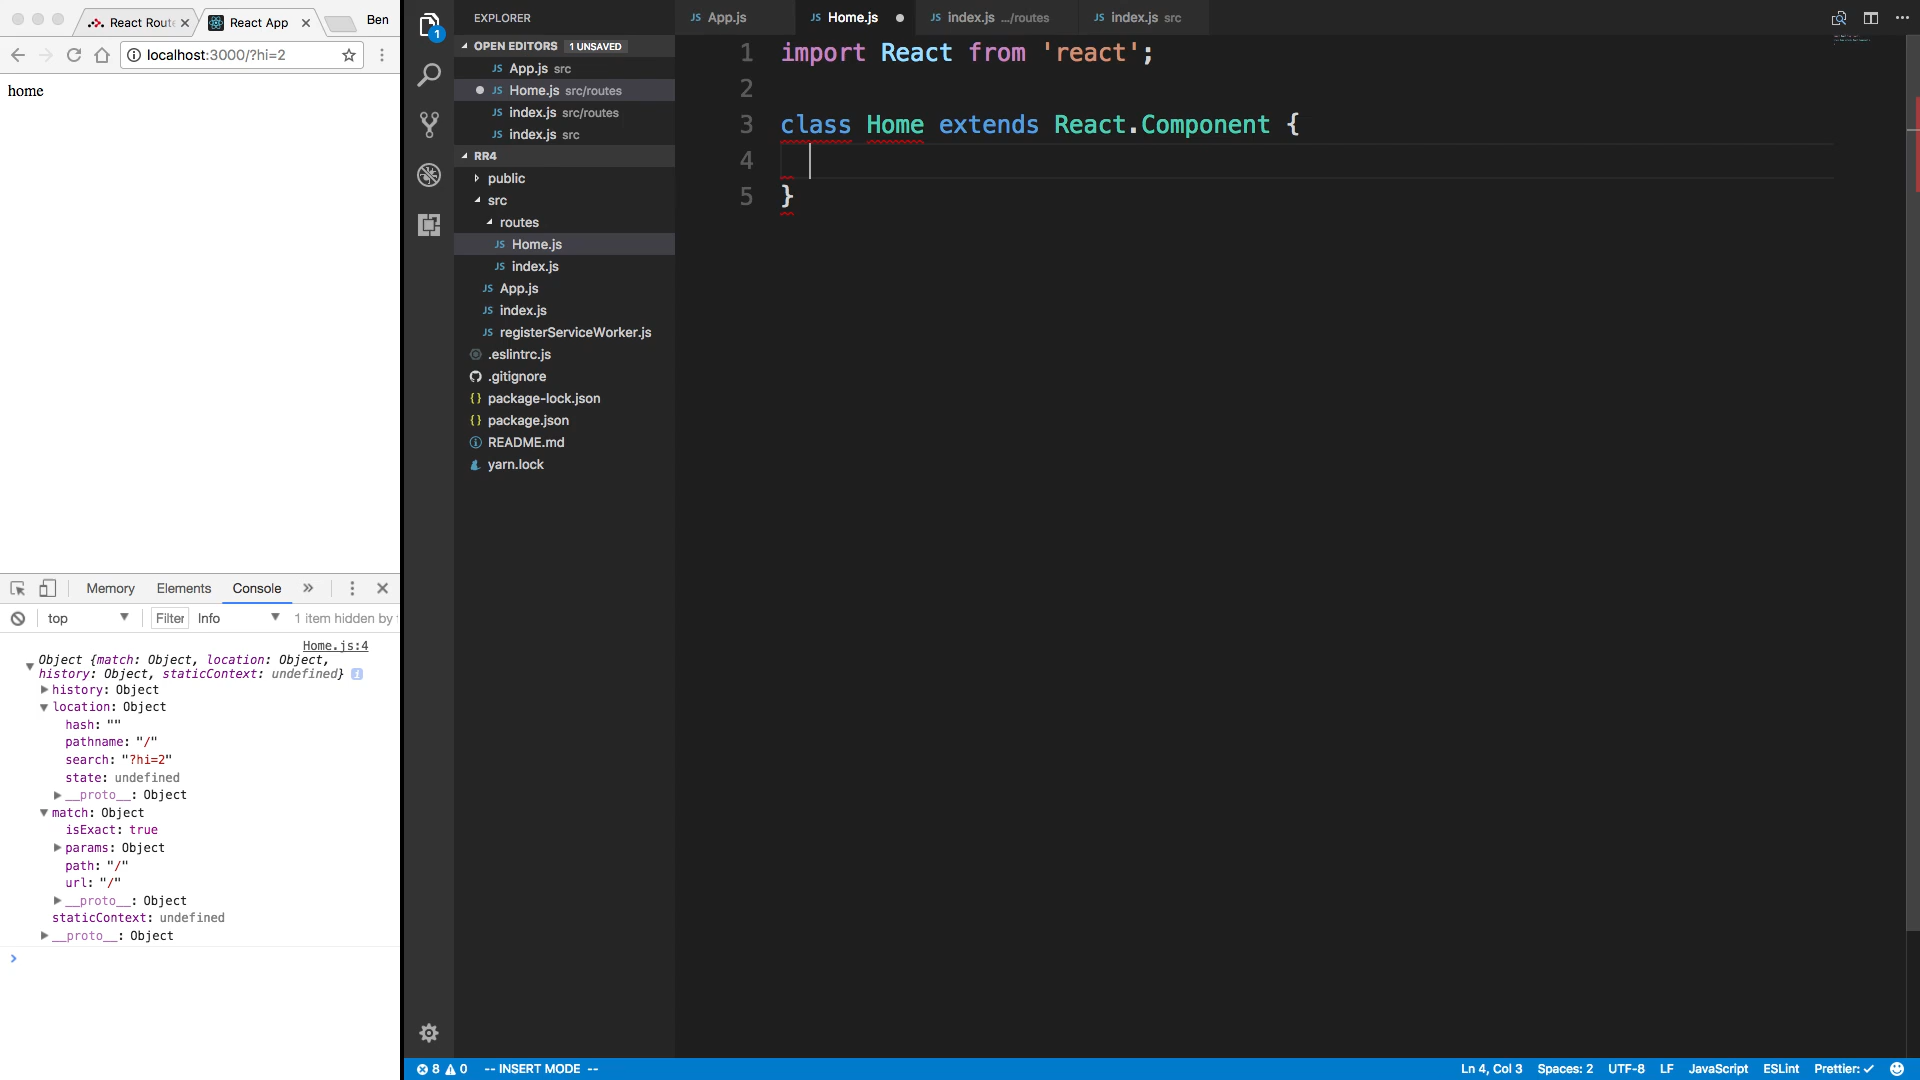 React Route
React App
Ben
localhost:3000/?hi=2
home
Memory
Elements
Console
top
Filter
Info
1 item hidden by
Home.js:4
Object {match: Object, location: Object,
history: Object, staticContext: undefined}
history: Object
location: Object
hash: ""
pathname: "/"
search: "?hi=2"
state: undefined
__proto__: Object
match: Object
isExact: true
params: Object
path: "/"
url: "/"
__proto__: Object
staticContext: undefined
__proto__: Object
1
EXPLORER
OPEN EDITORS 1 UNSAVED
JS App.js src
JS Home.js src/routes
JS index.js src/routes
JS index.js src
RR4
public
src
routes
JS Home.js
JS index.js
JS App.js
JS index.js
JS registerServiceWorker.js
.eslintrc.js
.gitignore
{} package-lock.json
{} package.json
README.md
yarn.lock
JS App.js
JS Home.js
JS index.js .../routes
JS index.js src
1 import React from 'react';
2
3 class Home extends React.Component {
4
5 }
8 0 -- INSERT MODE --
Ln 4, Col 3 Spaces: 2 UTF-8 LF JavaScript ESLint Prettier: ✓